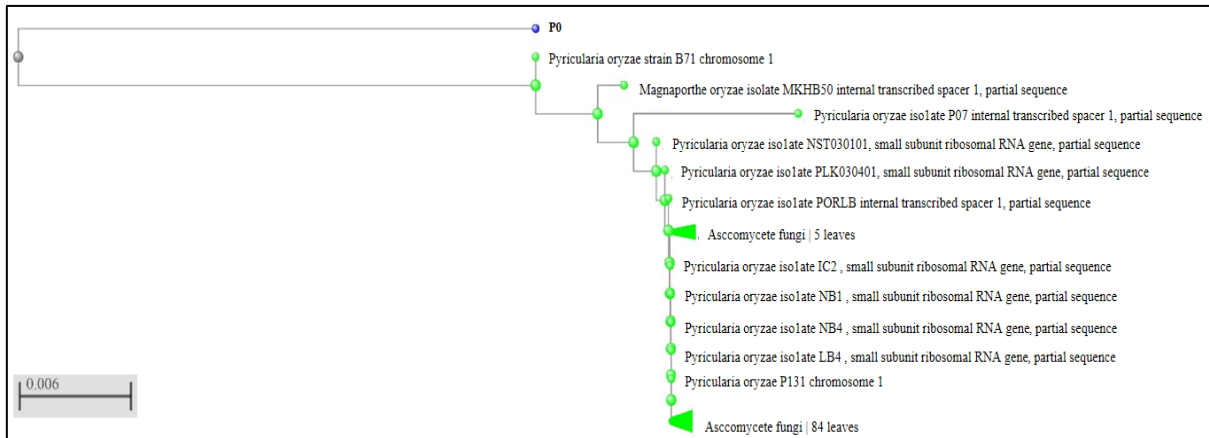 P0
Pyricularia oryzae strain B71 chromosome 1
Magnaporthe oryzae isolate MKHB50 internal transcribed spacer 1, partial sequence
Pyricularia oryzae iso1ate P07 internal transcribed spacer 1, partial sequence
Pyricularia oryzae iso1ate NST030101, small subunit ribosomal RNA gene, partial sequence
Pyricularia oryzae iso1ate PLK030401, small subunit ribosomal RNA gene, partial sequence
Pyricularia oryzae iso1ate PORLB internal transcribed spacer 1, partial sequence
Asccomycete fungi | 5 leaves
Pyricularia oryzae iso1ate IC2 , small subunit ribosomal RNA gene, partial sequence
Pyricularia oryzae iso1ate NB1 , small subunit ribosomal RNA gene, partial sequence
Pyricularia oryzae iso1ate NB4 , small subunit ribosomal RNA gene, partial sequence
Pyricularia oryzae iso1ate LB4 , small subunit ribosomal RNA gene, partial sequence
Pyricularia oryzae P131 chromosome 1
0.006
Asccomycete fungi | 84 leaves